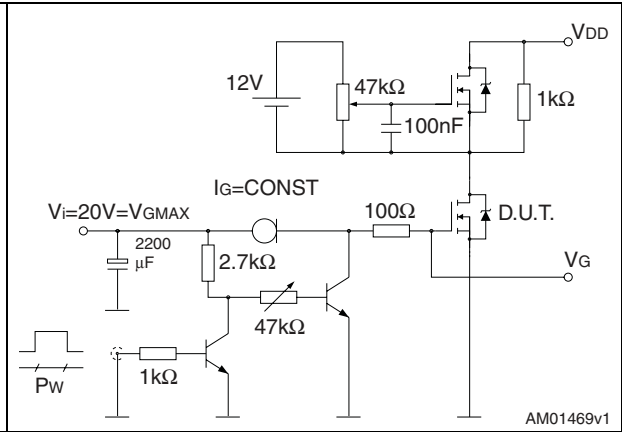 VDD
12V
47kΩ
1kΩ
100nF
IG=CONST
Vi=20V=VGMAX
100Ω
D.U.T.
2200
μF
2.7kΩ
VG
47kΩ
1kΩ
PW
AM01469v1